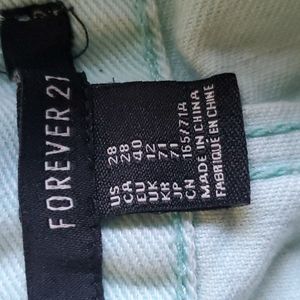 FOREVER 21
US 28
CA 28
EU 40
UK 12
KR 71
JP 71
CN 165/71A
MADE IN CHINA
FABRIQUÉ EN CHINE